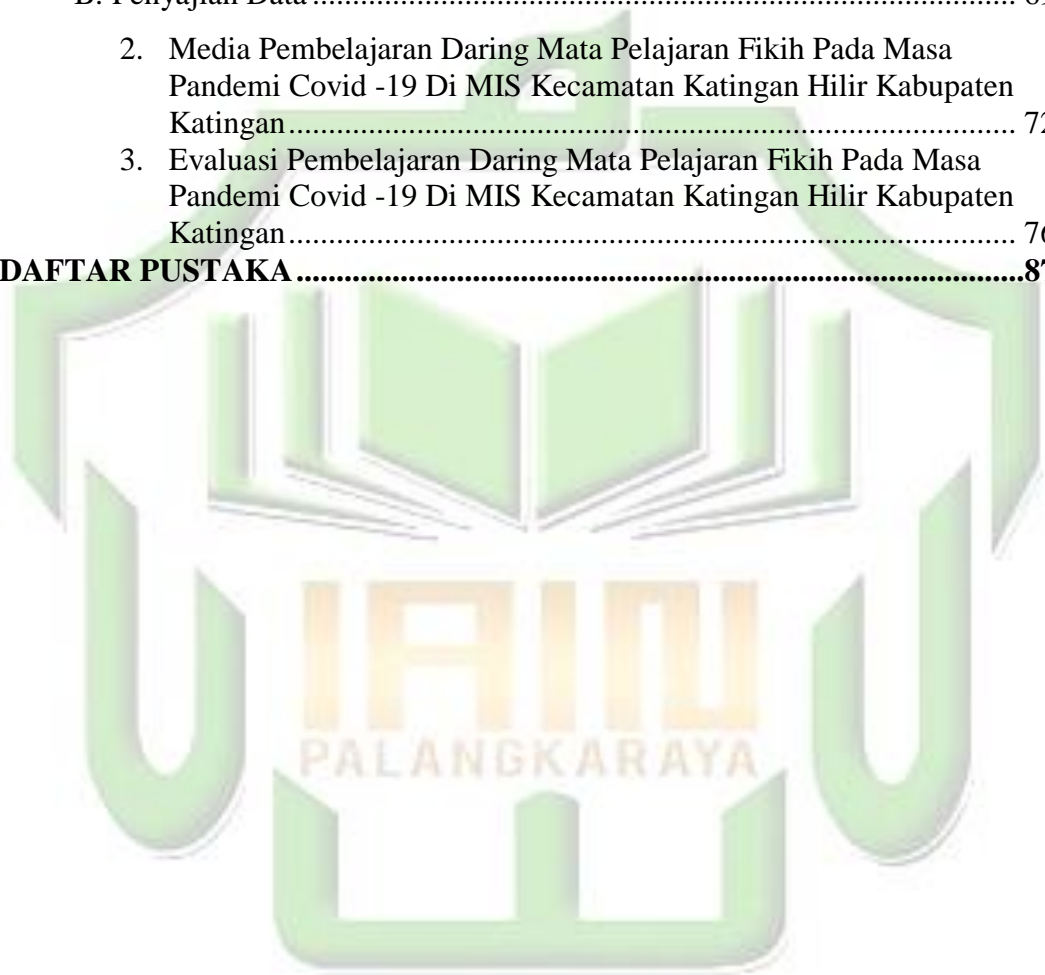 B. Penyajian Data
2. Media Pembelajaran Daring Mata Pelajaran Fikih Pada Masa
Pandemi Covid -19 Di MIS Kecamatan Katingan Hilir Kabupaten
Katingan........................................................................................... 72
3. Evaluasi Pembelajaran Daring Mata Pelajaran Fikih Pada Masa
Pandemi Covid -19 Di MIS Kecamatan Katingan Hilir Kabupaten
Katingan........................................................................................... 76
DAFTAR PUSTAKA...........................................................................................87
IAIN
PALANGKARAYA